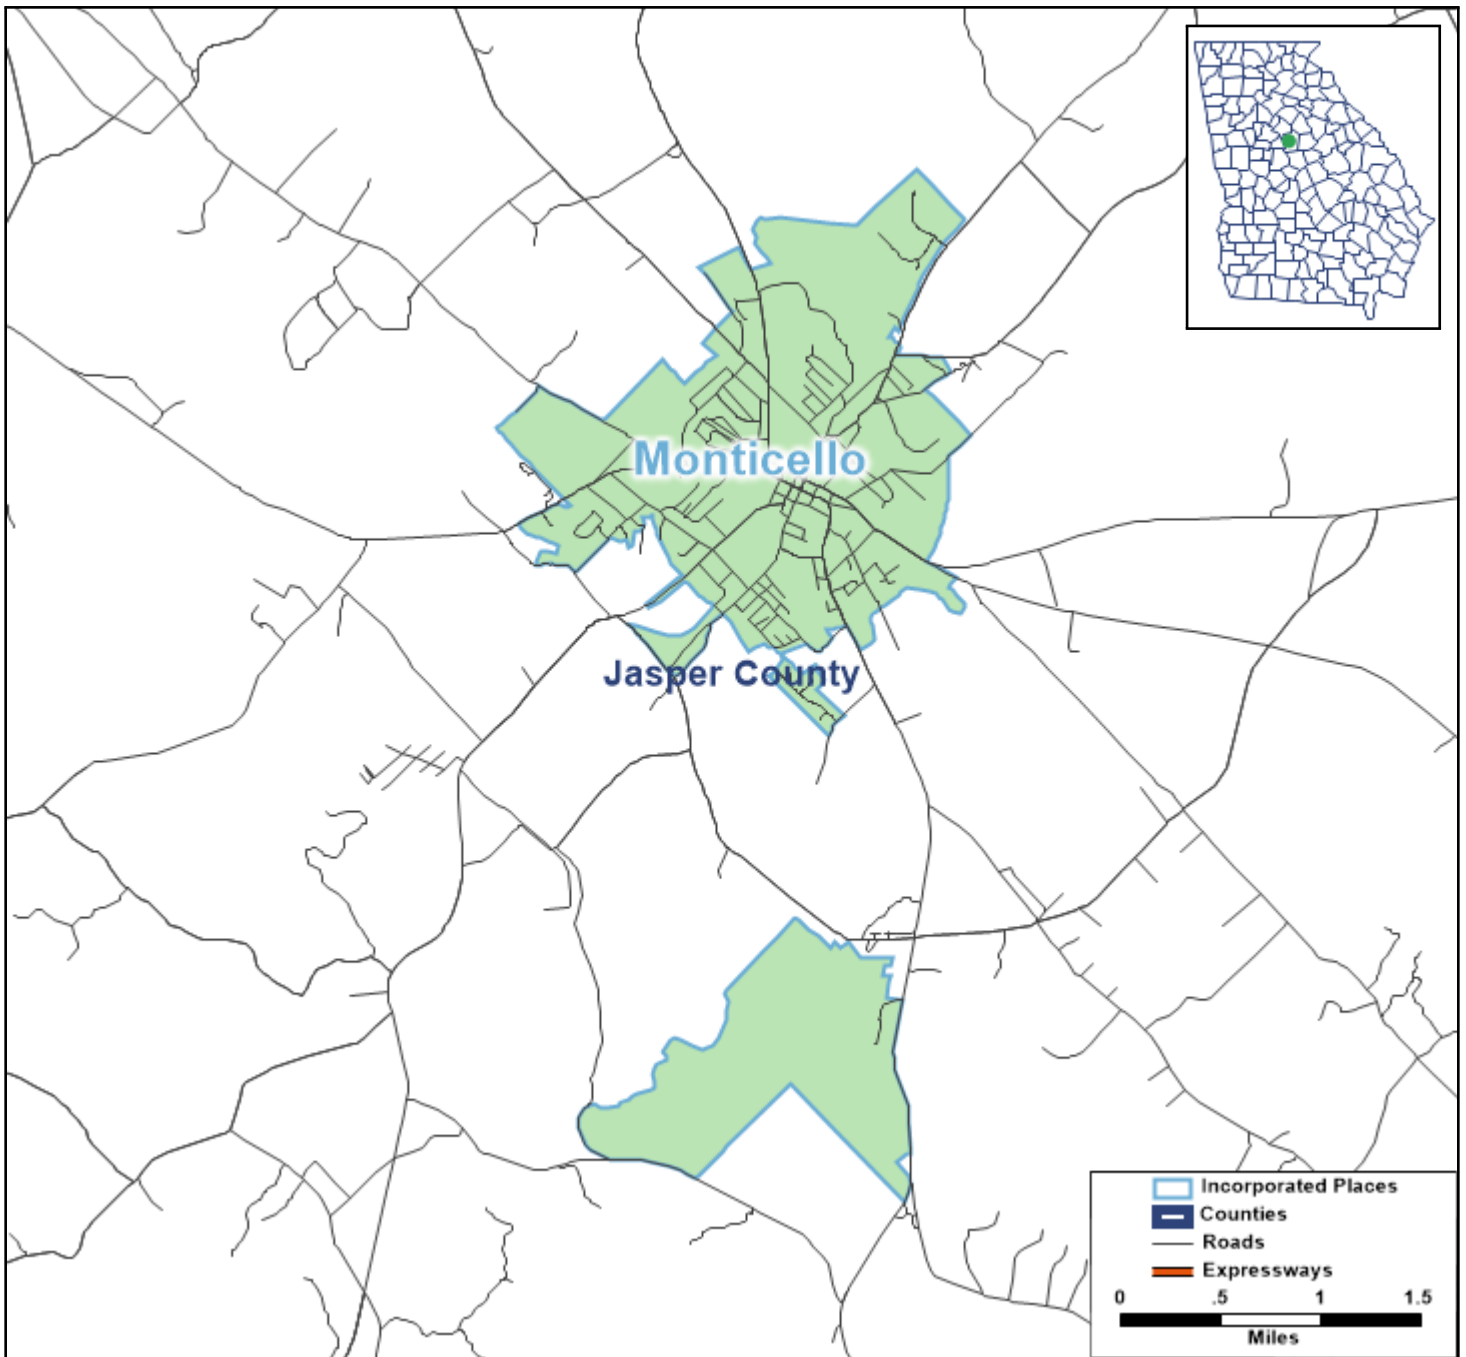 Monticello
Jasper County
Incorporated Places
Counties
Roads
Expressways
0 .5 1 1.5
Miles